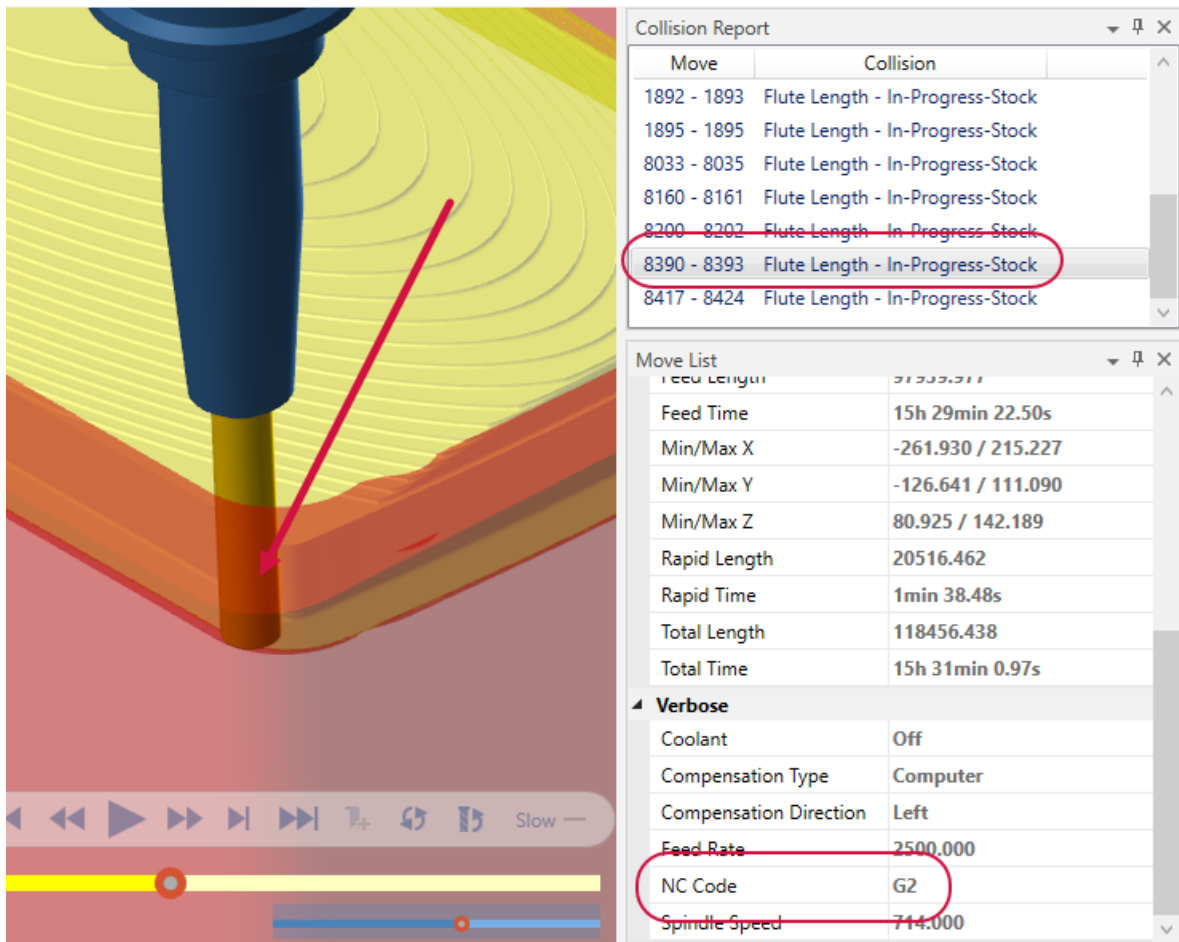 Collision Report
Move Collision
1892 - 1893 Flute Length - In-Progress-Stock
1895 - 1895 Flute Length - In-Progress-Stock
8033 - 8035 Flute Length - In-Progress-Stock
8160 - 8161 Flute Length - In-Progress-Stock
8200 - 8202 Flute Length - In-Progress-Stock
8390 - 8393 Flute Length - In-Progress-Stock
8417 - 8424 Flute Length - In-Progress-Stock
Move List
Feed Length 97939.977
Feed Time 15h 29min 22.50s
Min/Max X -261.930 / 215.227
Min/Max Y -126.641 / 111.090
Min/Max Z 80.925 / 142.189
Rapid Length 20516.462
Rapid Time 1min 38.48s
Total Length 118456.438
Total Time 15h 31min 0.97s
Verbose
Coolant Off
Compensation Type Computer
Compensation Direction Left
Feed Rate 2500.000
NC Code G2
Spindle Speed 714.000
Slow